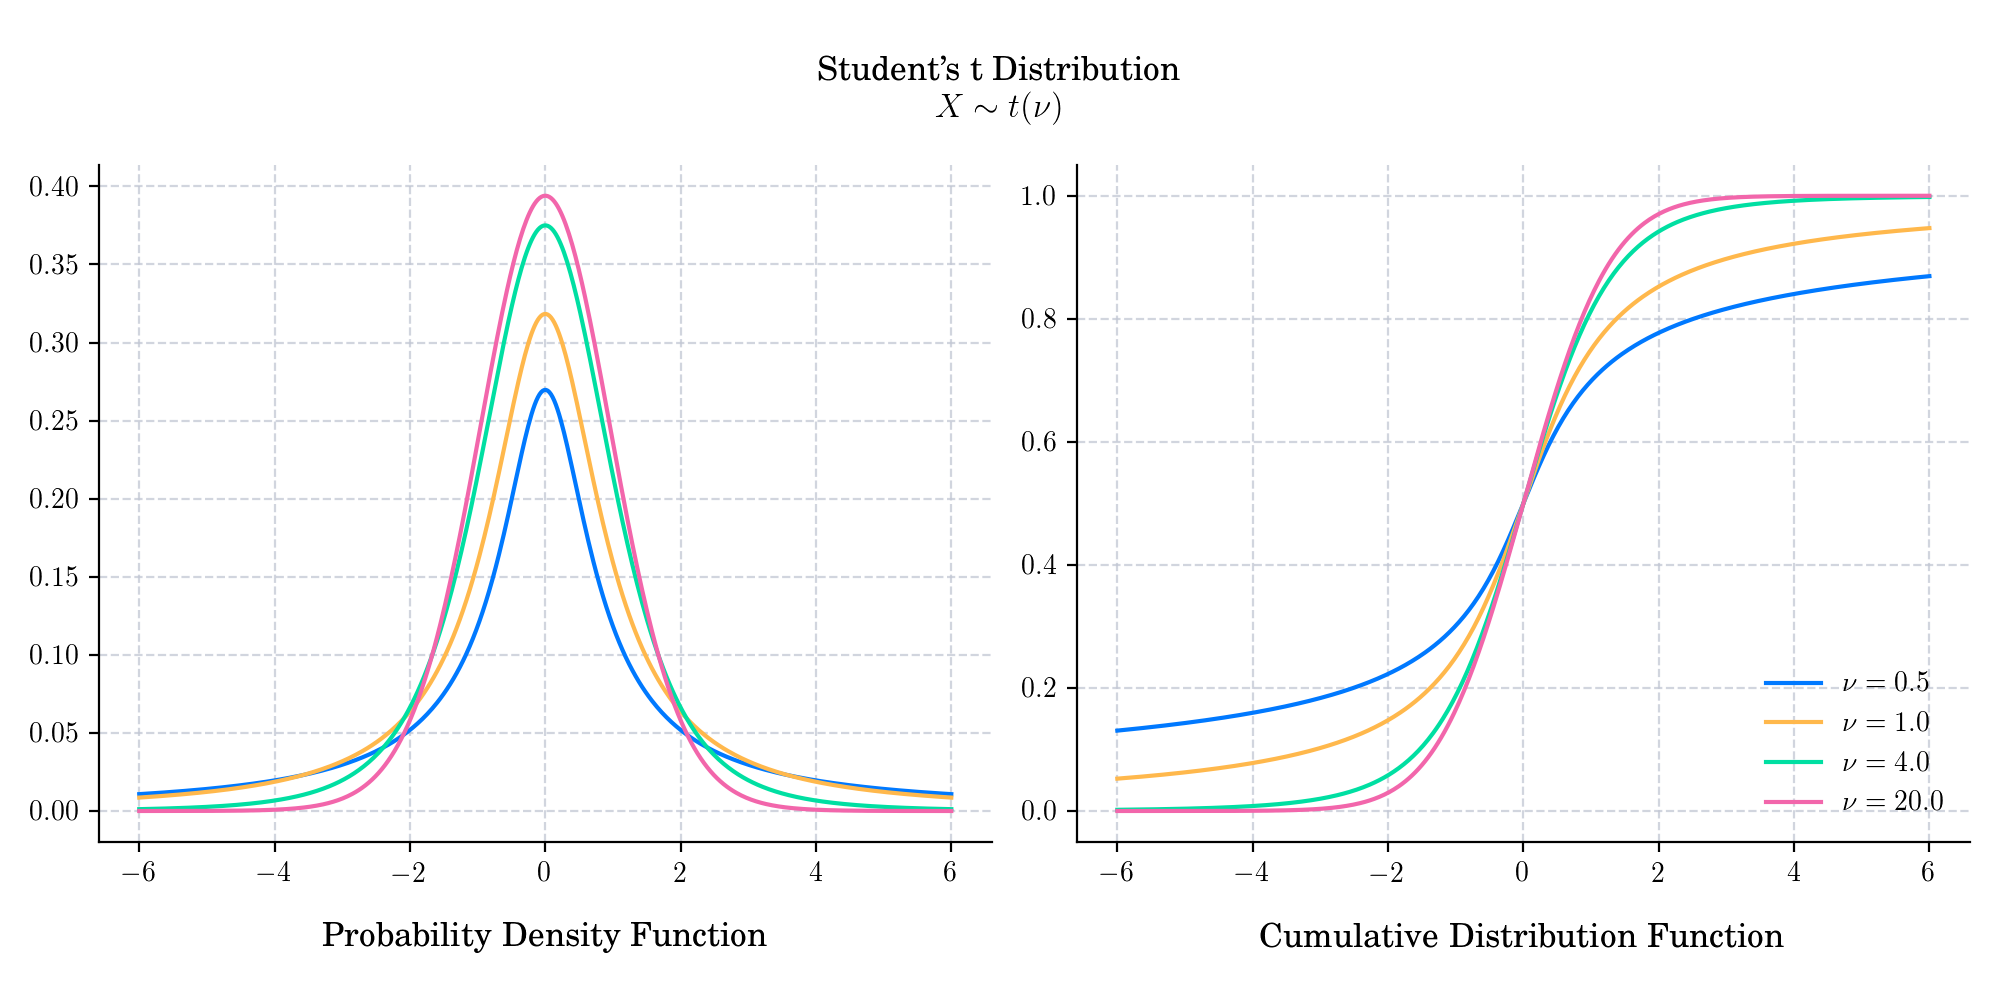 Student's t Distribution
X ∼ t(ν)
0.40
0.35
0.30
0.25
0.20
0.15
0.10
0.05
0.00
−6 −4 −2 0 2 4 6
Probability Density Function
1.0
0.8
0.6
0.4
0.2
0.0
ν = 0.5
ν = 1.0
ν = 4.0
ν = 20.0
−6 −4 −2 0 2 4 6
Cumulative Distribution Function